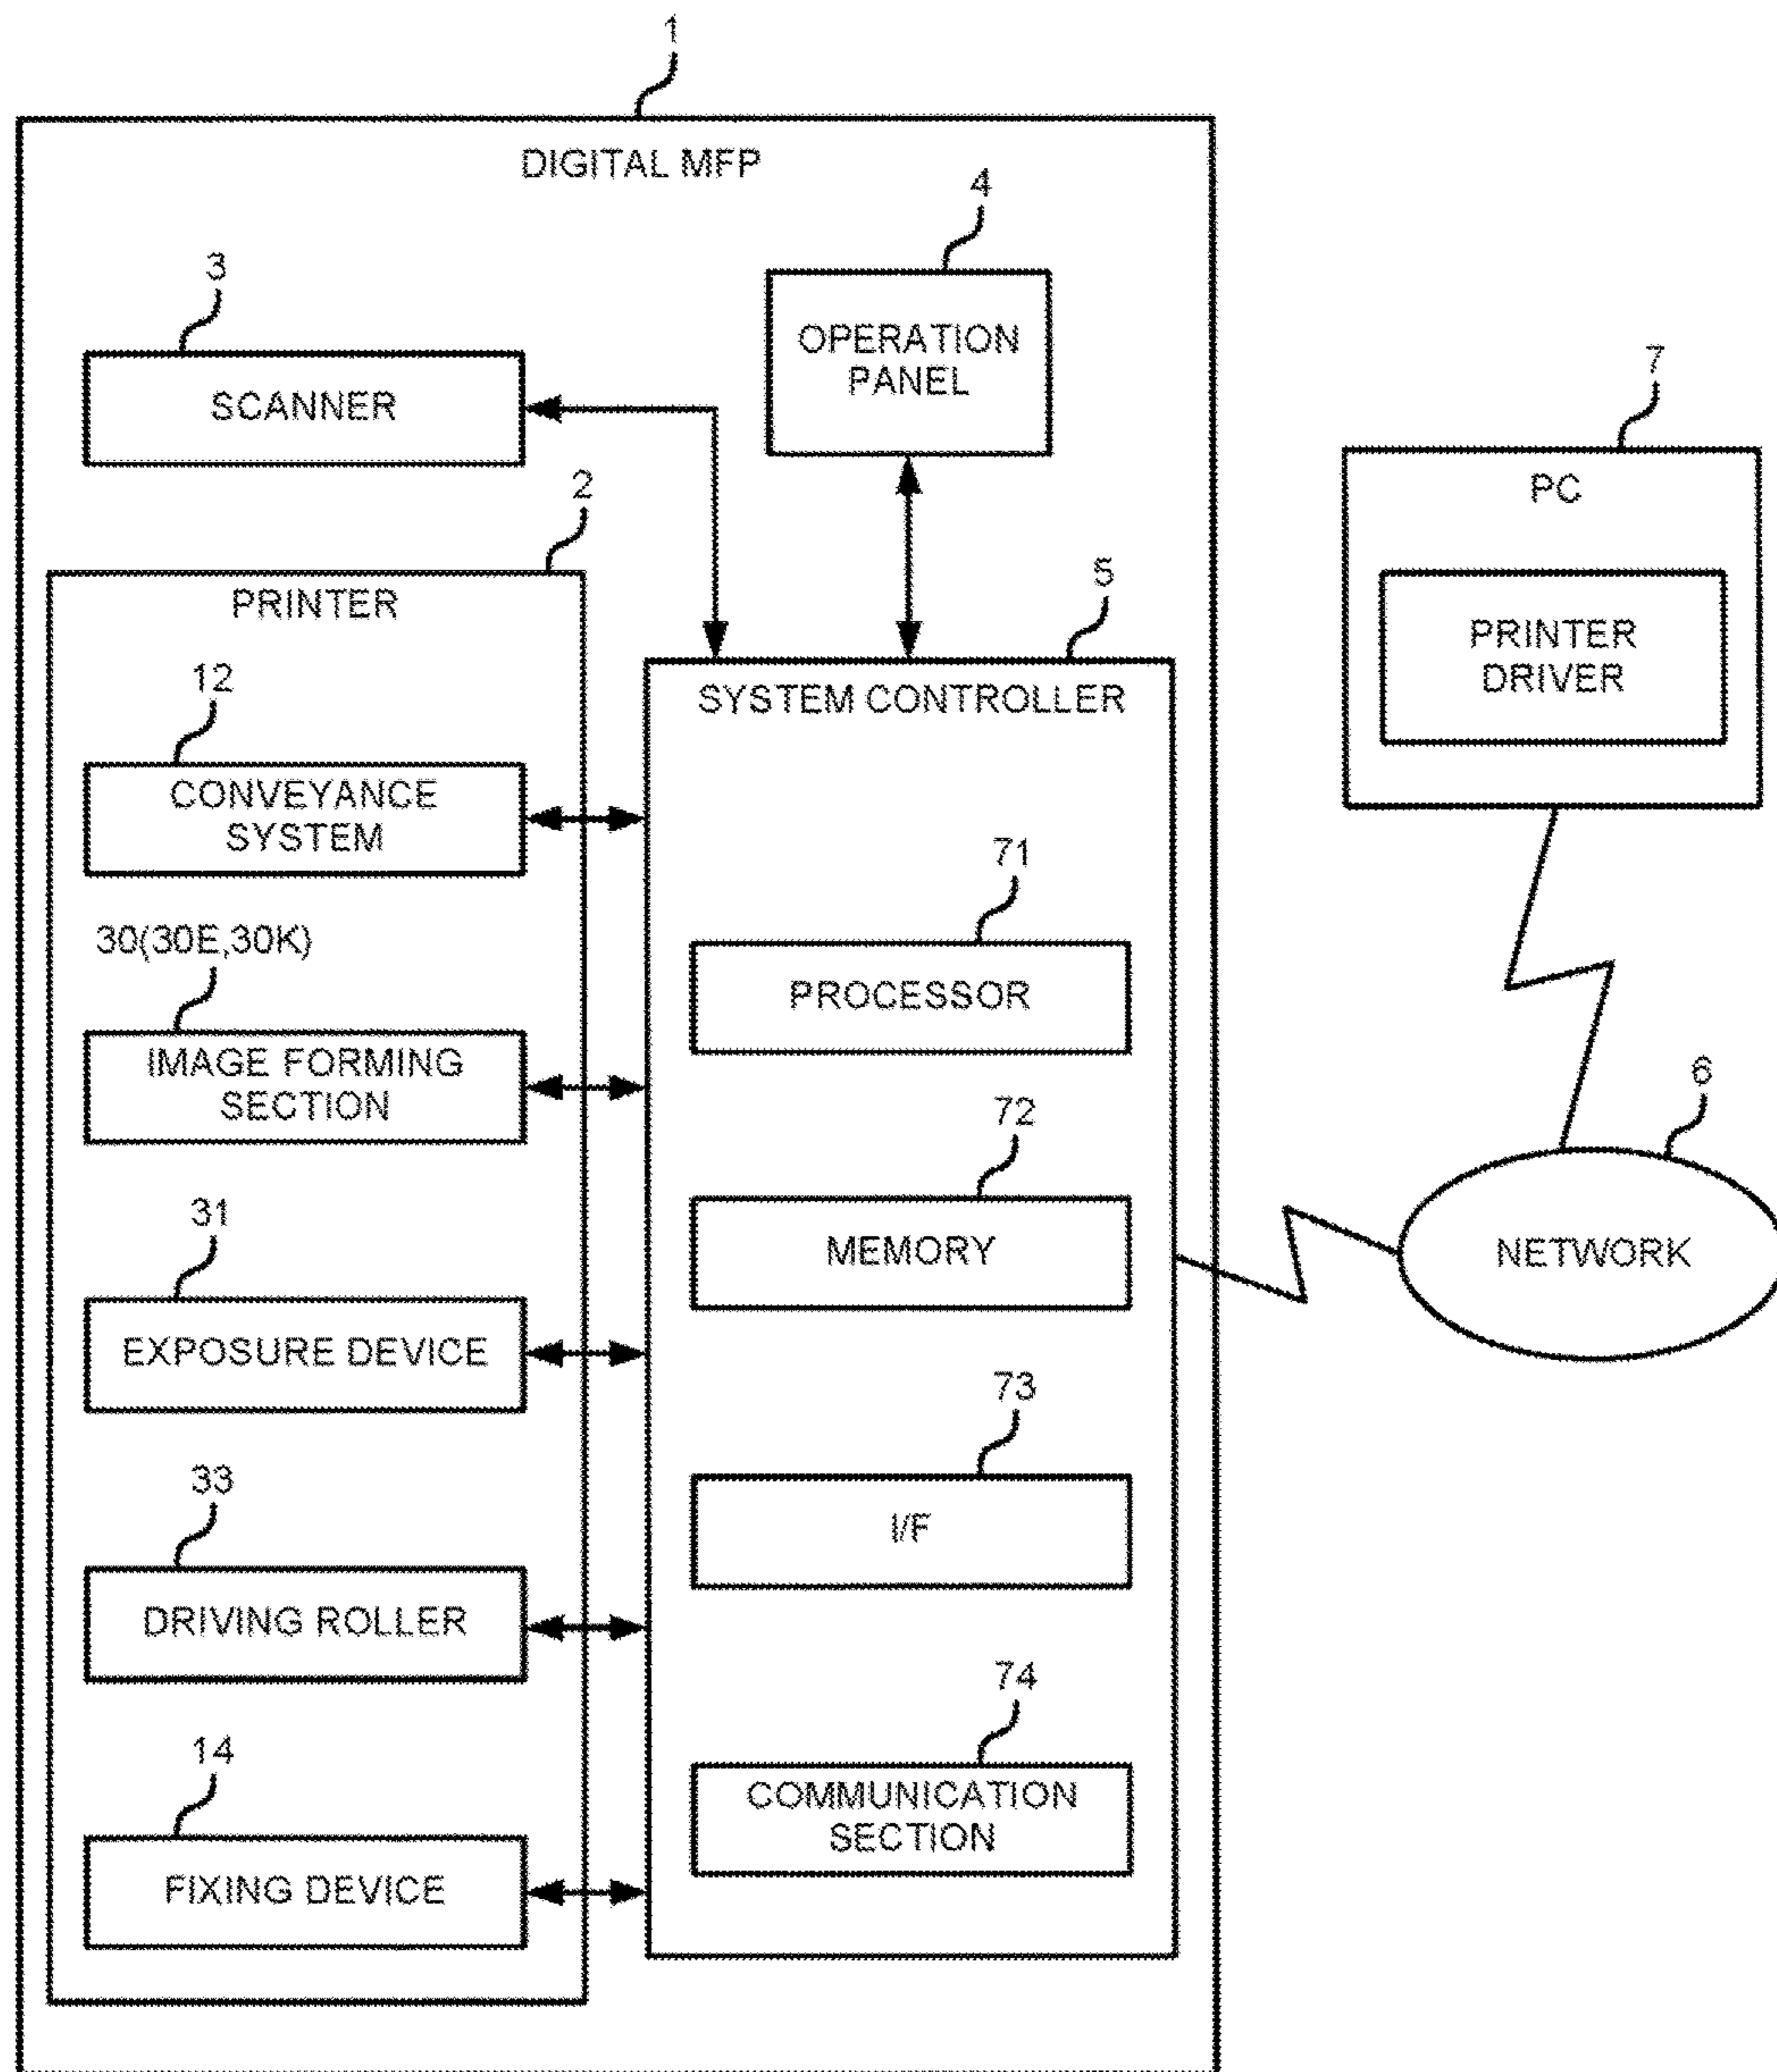 1
DIGITAL MFP
4
OPERATION
PANEL
3
SCANNER
7
PC
PRINTER
DRIVER
2
PRINTER
5
SYSTEM CONTROLLER
12
CONVEYANCE
SYSTEM
71
PROCESSOR
30(30E,30K)
IMAGE FORMING
SECTION
72
MEMORY
6
NETWORK
31
EXPOSURE DEVICE
73
I/F
33
DRIVING ROLLER
74
COMMUNICATION
SECTION
14
FIXING DEVICE